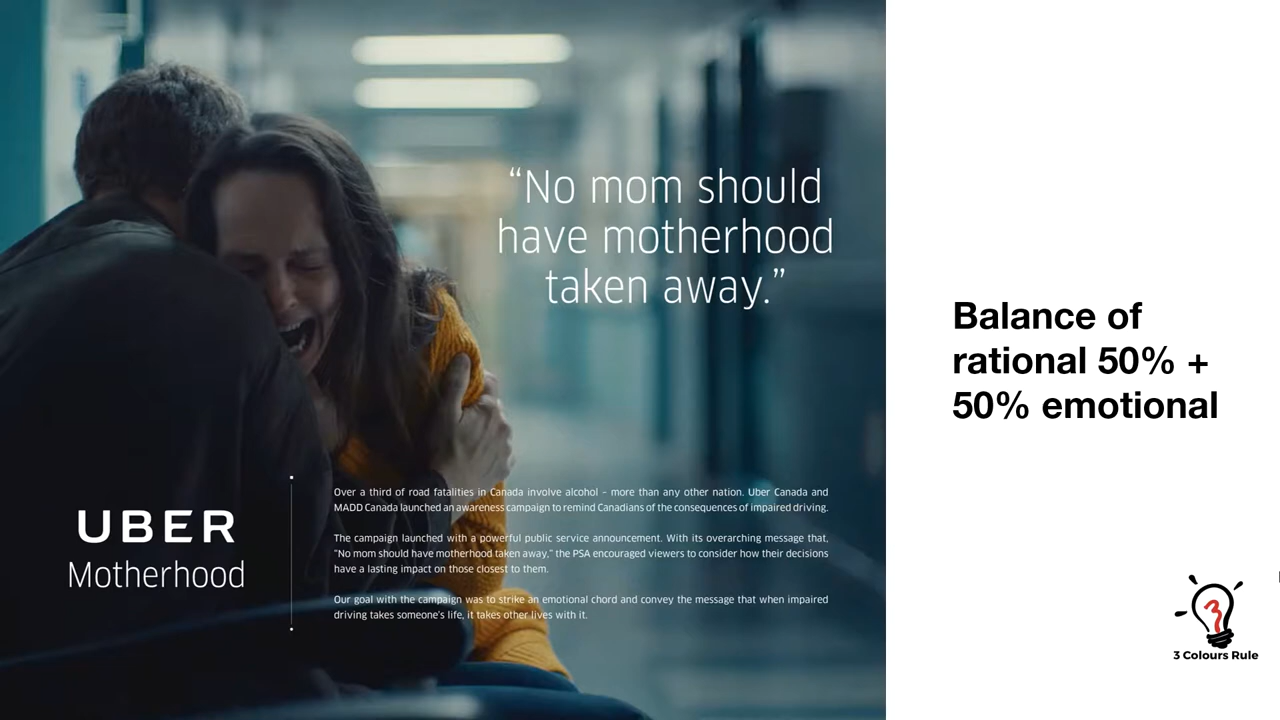 “No mom should
have motherhood
taken away.”
Balance of
rational 50% +
50% emotional
UBER
Motherhood
Over a third of road fatalities in Canada involve alcohol – more than any other nation. Uber Canada and
MADD Canada launched an awareness campaign to remind Canadians of the consequences of impaired driving.
The campaign launched with a powerful public service announcement. With its overarching message that,
“No mom should have motherhood taken away,” the PSA encouraged viewers to consider how their decisions
have a lasting impact on those closest to them.
Our goal with the campaign was to strike an emotional chord and convey the message that when impaired
driving takes someone’s life, it takes other lives with it.
3
3 Colours Rule